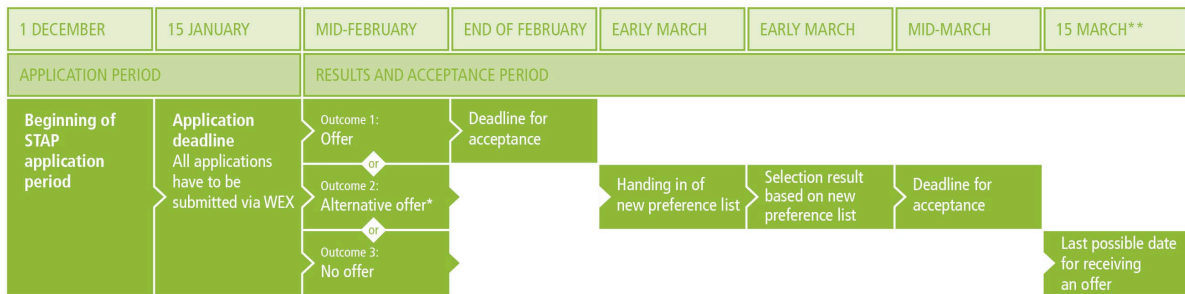 1 DECEMBER
15 JANUARY
MID-FEBRUARY
END OF FEBRUARY
EARLY MARCH
EARLY MARCH
MID-MARCH
15 MARCH**
APPLICATION PERIOD
RESULTS AND ACCEPTANCE PERIOD
Beginning of
STAP
application
period
Application
deadline
All applications
have to be
submitted via WEX
Outcome 1:
Offer
or
Outcome 2:
Alternative offer*
or
Outcome 3:
No offer
Deadline for
acceptance
Handing in of
new preference list
Selection result
based on new
preference list
Deadline for
acceptance
Last possible date
for receiving
an offer